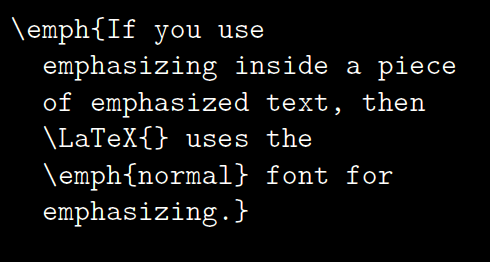 \emph{If you use
emphasizing inside a piece
of emphasized text, then
\LaTeX{} uses the
\emph{normal} font for
emphasizing.}